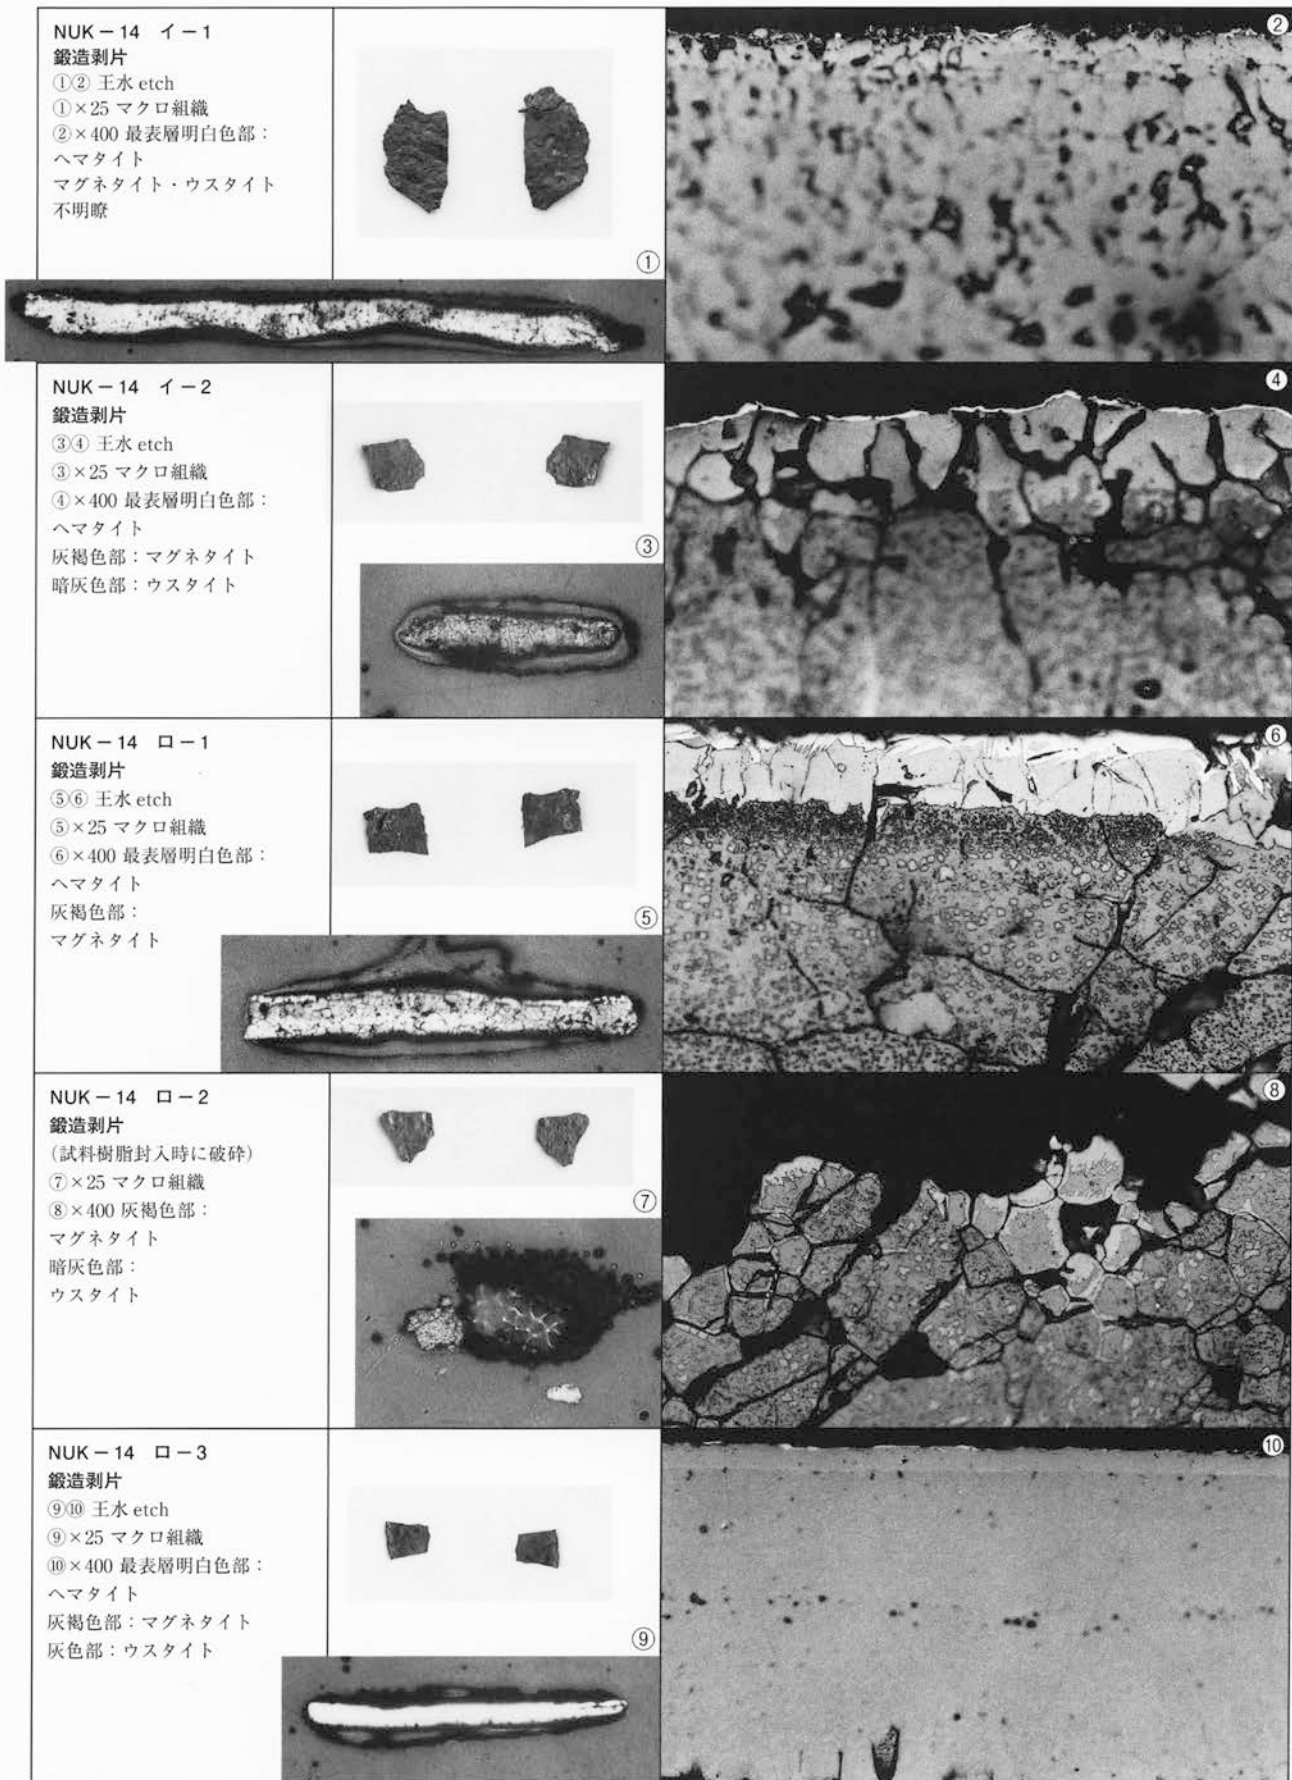 NUK-14 イ-1
鍛造剥片
①② 王水 etch
①×25 マクロ組織
②×400 最表層明白色部：
ヘマタイト
マグネタイト・ウスタイト
不明瞭
①
②
NUK-14 イ-2
鍛造剥片
③④ 王水 etch
③×25 マクロ組織
④×400 最表層明白色部：
ヘマタイト
灰褐色部：マグネタイト
暗灰色部：ウスタイト
③
④
NUK-14 ロ-1
鍛造剥片
⑤⑥ 王水 etch
⑤×25 マクロ組織
⑥×400 最表層明白色部：
ヘマタイト
灰褐色部：
マグネタイト
⑤
⑥
NUK-14 ロ-2
鍛造剥片
(試料樹脂封入時に破砕)
⑦×25 マクロ組織
⑧×400 灰褐色部：
マグネタイト
暗灰色部：
ウスタイト
⑦
⑧
NUK-14 ロ-3
鍛造剥片
⑨⑩ 王水 etch
⑨×25 マクロ組織
⑩×400 最表層明白色部：
ヘマタイト
灰褐色部：マグネタイト
灰色部：ウスタイト
⑨
⑩